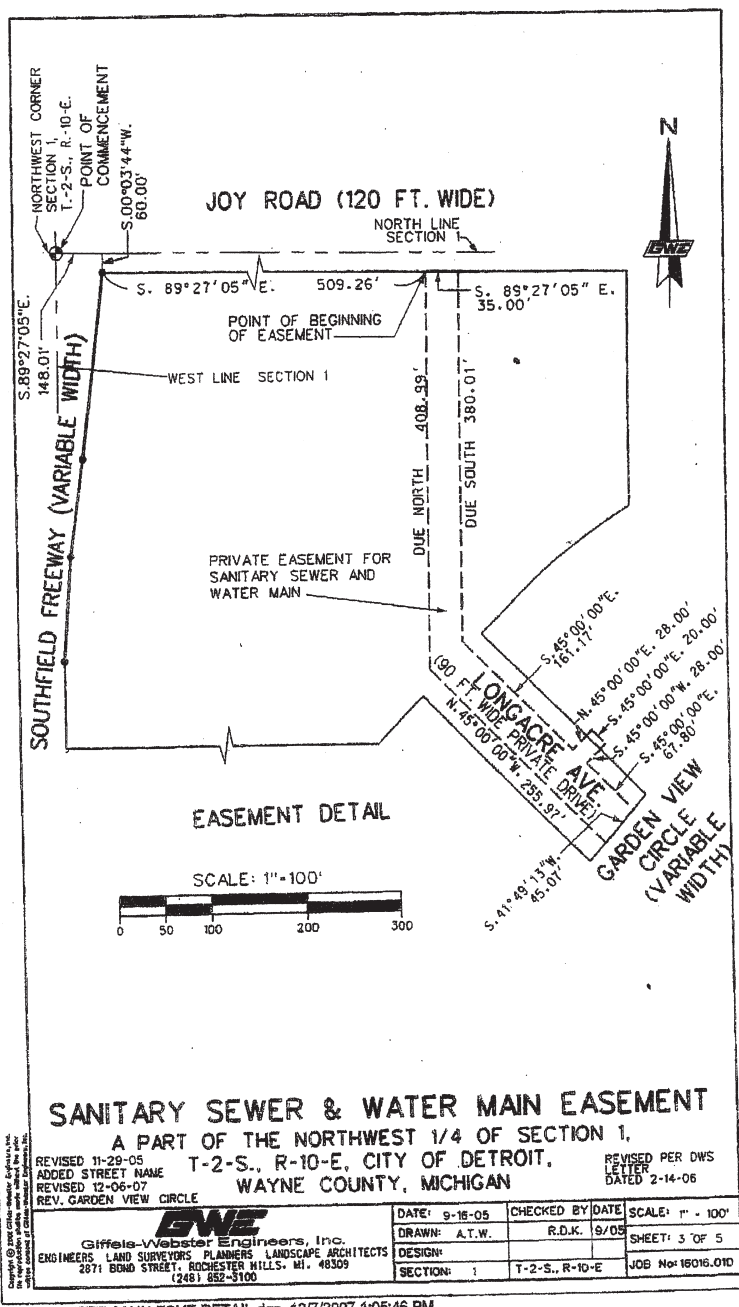 NORTHWEST CORNER
SECTION 1,
T.-2-S., R.-10-E.
POINT OF
COMMENCEMENT
S.00°03'44"W.
60.00'
JOY ROAD (120 FT. WIDE)
NORTH LINE
SECTION 1
N
GWE
S. 89°27'05" E. 509.26'
S. 89°27'05" E.
35.00'
POINT OF BEGINNING
OF EASEMENT
S.89°27'05"E.
148.01'
WEST LINE SECTION 1
SOUTHFIELD FREEWAY (VARIABLE WIDTH)
DUE NORTH 408.99'
DUE SOUTH 380.01'
PRIVATE EASEMENT FOR
SANITARY SEWER AND
WATER MAIN
S.45°00'00"E.
161.17'
N.45°00'00"E. 28.00'
S.45°00'00"E. 20.00'
S.45°00'00"W. 28.00'
S.45°00'00"E.
67.80'
LONGACRE AVE.
(90 FT. WIDE PRIVATE DRIVE)
N.45°00'00"W. 255.97'
GARDEN VIEW
CIRCLE
(VARIABLE
WIDTH)
S.41°49'13"W.
45.07'
EASEMENT DETAIL
SCALE: 1"=100'
0 50 100 200 300
SANITARY SEWER & WATER MAIN EASEMENT
A PART OF THE NORTHWEST 1/4 OF SECTION 1,
T-2-S., R-10-E, CITY OF DETROIT,
WAYNE COUNTY, MICHIGAN
REVISED 11-29-05
ADDED STREET NAME
REVISED 12-06-07
REV. GARDEN VIEW CIRCLE
REVISED PER DWS
LETTER
DATED 2-14-06
GWE
Giffels-Webster Engineers, Inc.
ENGINEERS LAND SURVEYORS PLANNERS LANDSCAPE ARCHITECTS
2871 BOND STREET, ROCHESTER HILLS, MI. 48309
(248) 852-3100
DATE: 9-16-05
CHECKED BY DATE
SCALE: 1" = 100'
DRAWN: A.T.W.
R.D.K. 9/05
SHEET: 3 OF 5
DESIGN:
SECTION: 1
T-2-S., R-10-E
JOB No: 16016.01D
12/7/2007 1:05:46 PM